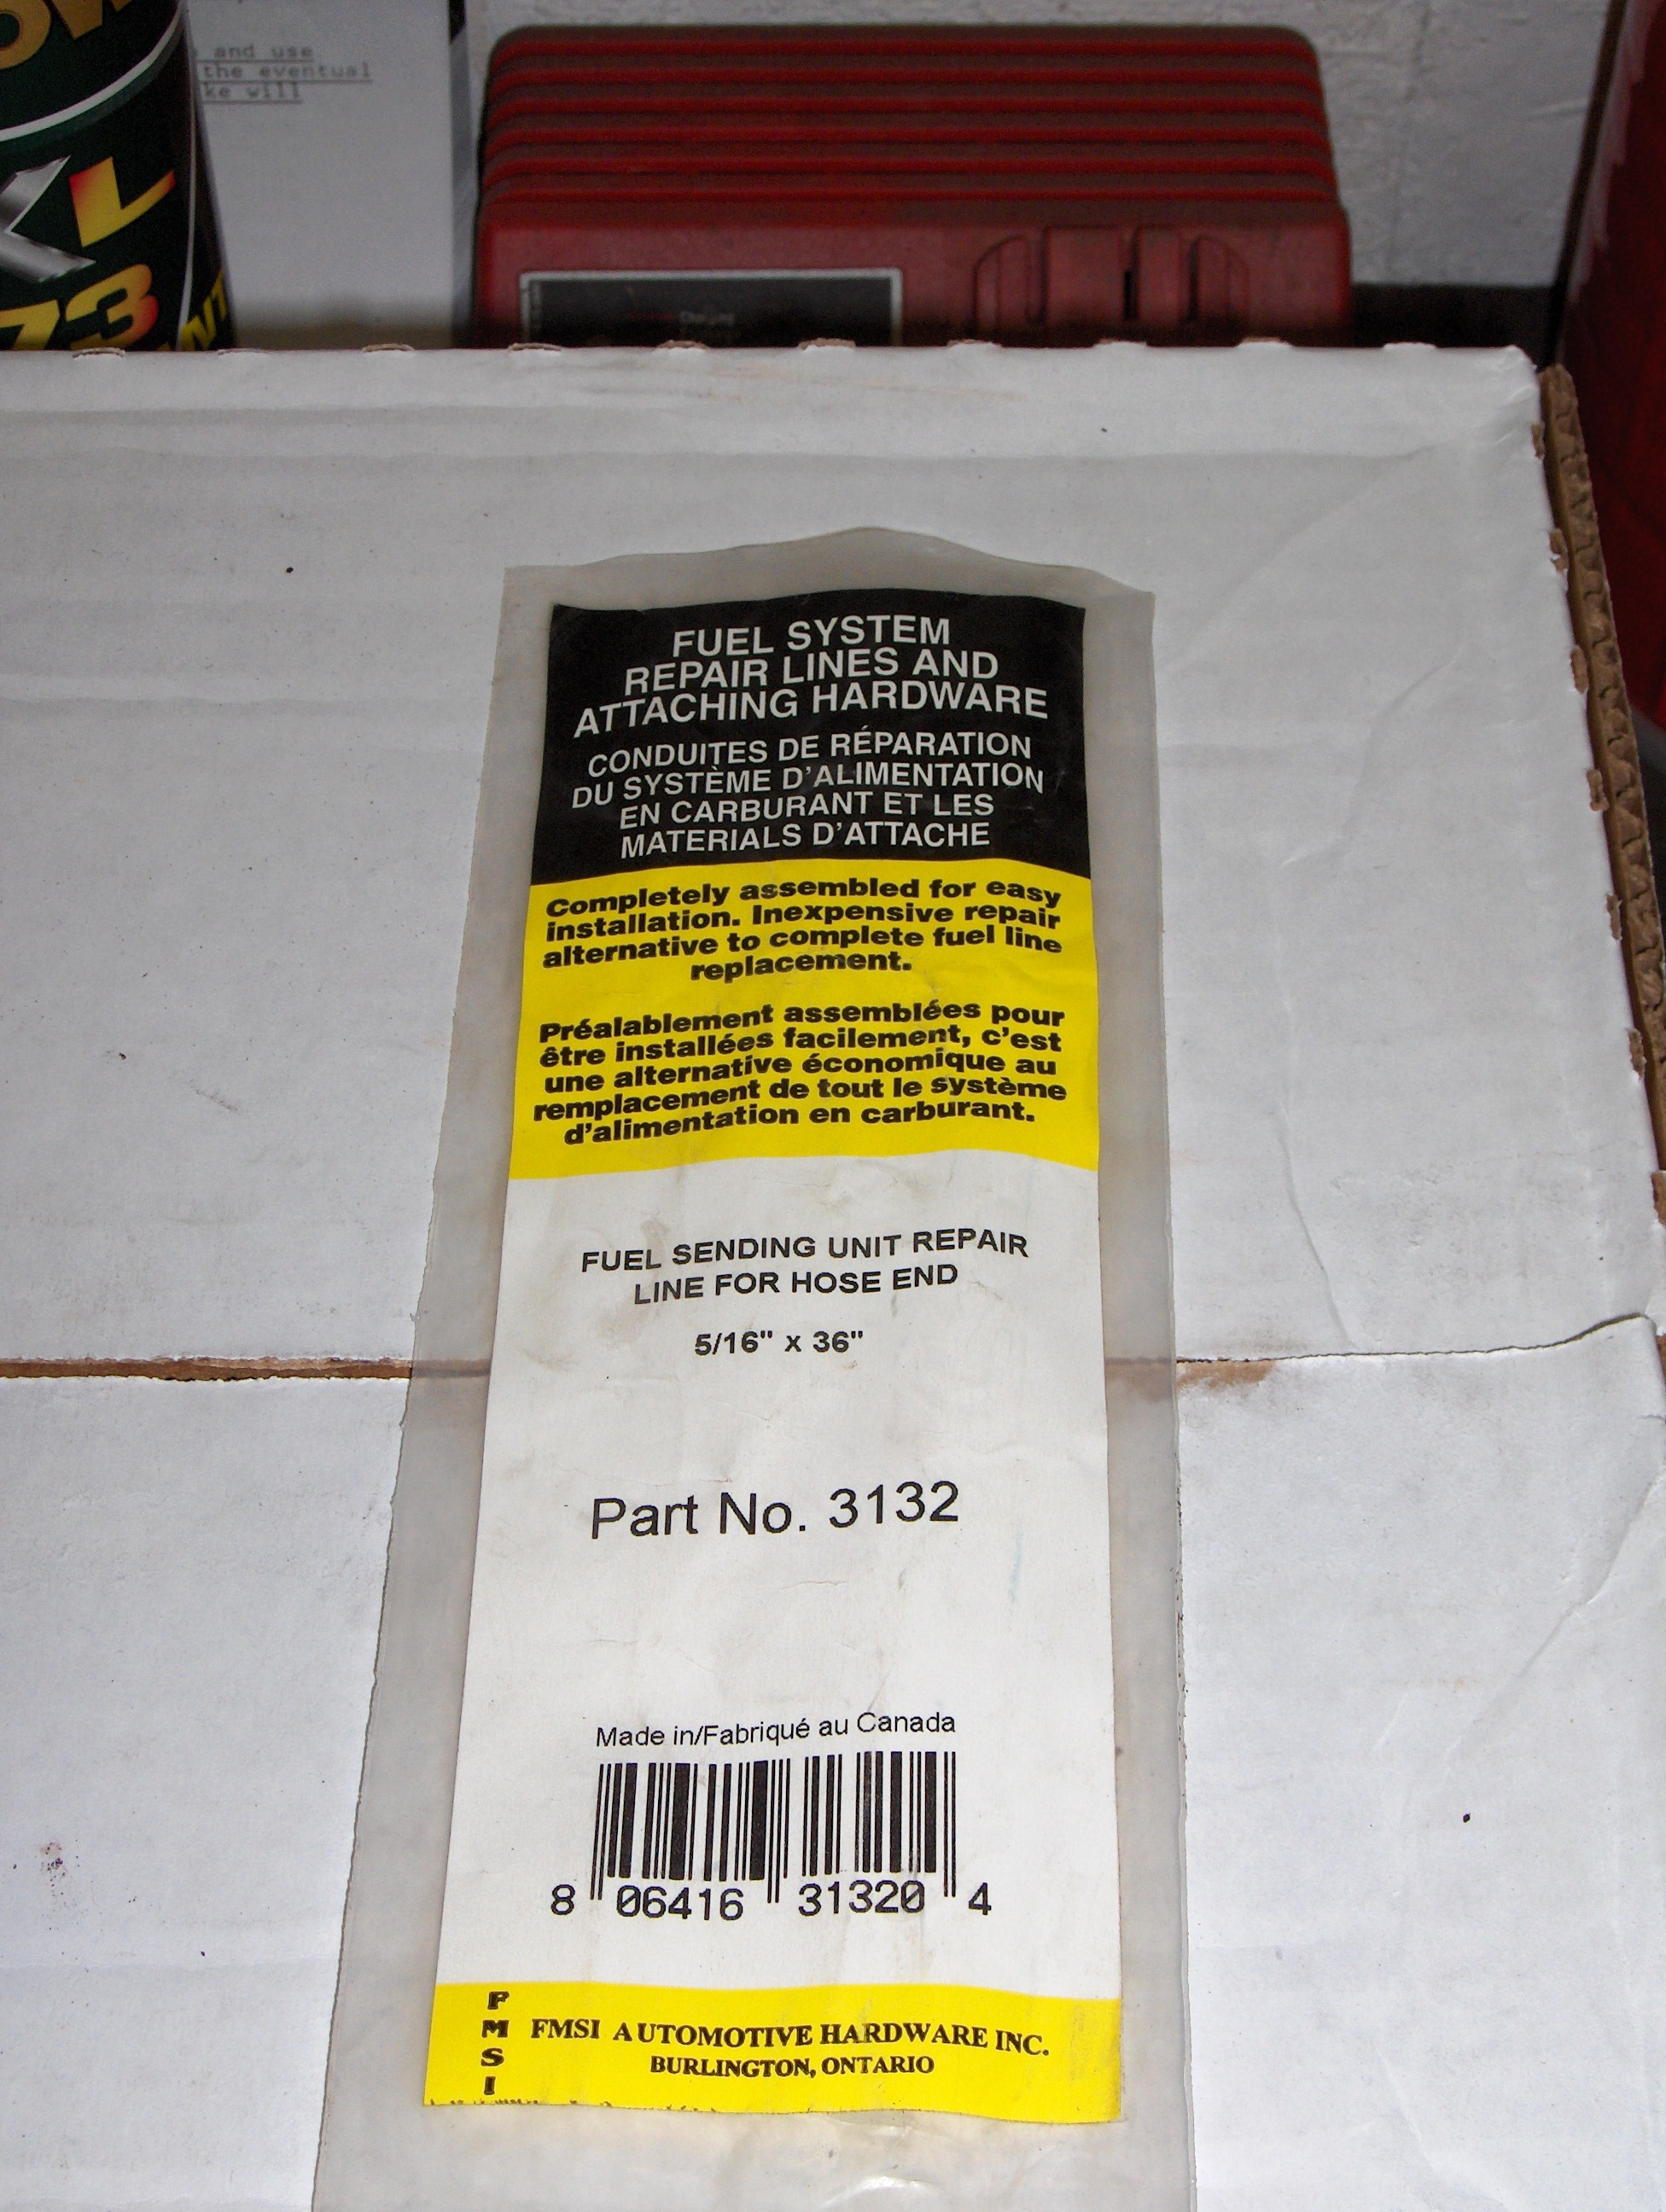 and use
the eventual
ke will
XL
73
FUEL SYSTEM
REPAIR LINES AND
ATTACHING HARDWARE
CONDUITES DE RÉPARATION
DU SYSTÈME D'ALIMENTATION
EN CARBURANT ET LES
MATERIALS D'ATTACHE
Completely assembled for easy
installation. Inexpensive repair
alternative to complete fuel line
replacement.
Préalablement assemblées pour
être installées facilement, c'est
une alternative économique au
remplacement de tout le système
d'alimentation en carburant.
FUEL SENDING UNIT REPAIR
LINE FOR HOSE END
5/16" x 36"
Part No. 3132
Made in/Fabriqué au Canada
8 06416 31320 4
FMSI
FMSI AUTOMOTIVE HARDWARE INC.
BURLINGTON, ONTARIO